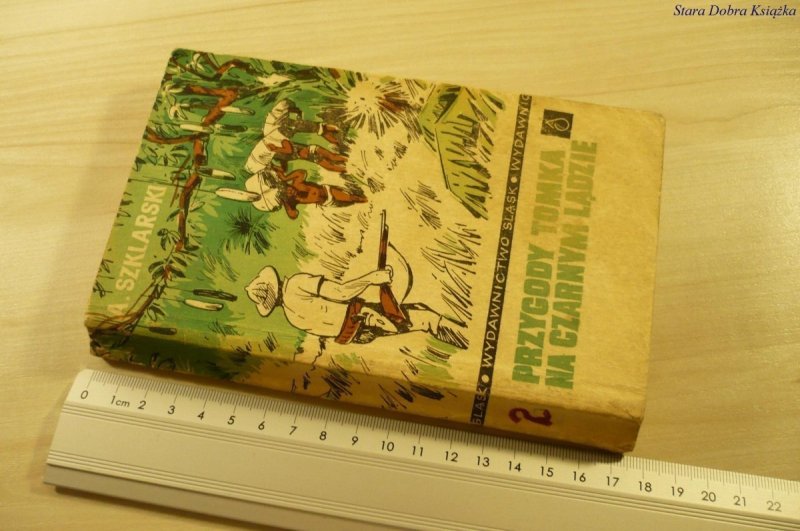 Stara Dobra Książka
A. SZKLARSKI
WYDAWNICTWO ŚLĄSK • WYDAWNIC
PRZYGODY TOMKA
NA CZARNYM LĄDZIE
ŚLĄSK •
2
0 1cm 2 3 4 5 6 7 8 9 10 11 12 13 14 15 16 17 18 19 20 21 22